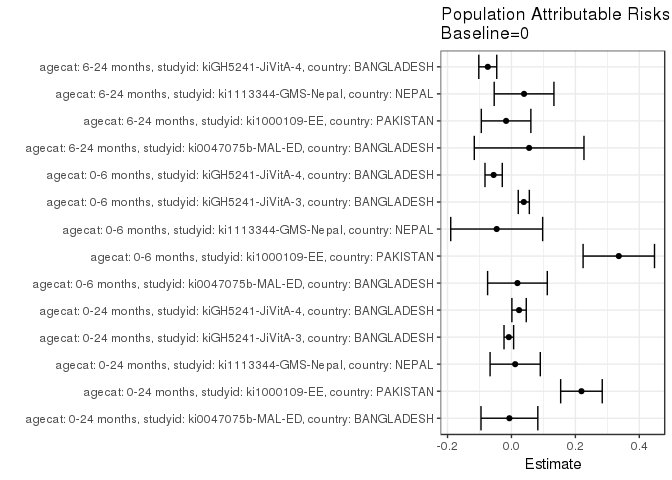 Population Attributable Risks
Baseline=0
agecat: 6-24 months, studyid: kiGH5241-JiVitA-4, country: BANGLADESH
agecat: 6-24 months, studyid: ki1113344-GMS-Nepal, country: NEPAL
agecat: 6-24 months, studyid: ki1000109-EE, country: PAKISTAN
agecat: 6-24 months, studyid: ki0047075b-MAL-ED, country: BANGLADESH
agecat: 0-6 months, studyid: kiGH5241-JiVitA-4, country: BANGLADESH
agecat: 0-6 months, studyid: kiGH5241-JiVitA-3, country: BANGLADESH
agecat: 0-6 months, studyid: ki1113344-GMS-Nepal, country: NEPAL
agecat: 0-6 months, studyid: ki1000109-EE, country: PAKISTAN
agecat: 0-6 months, studyid: ki0047075b-MAL-ED, country: BANGLADESH
agecat: 0-24 months, studyid: kiGH5241-JiVitA-4, country: BANGLADESH
agecat: 0-24 months, studyid: kiGH5241-JiVitA-3, country: BANGLADESH
agecat: 0-24 months, studyid: ki1113344-GMS-Nepal, country: NEPAL
agecat: 0-24 months, studyid: ki1000109-EE, country: PAKISTAN
agecat: 0-24 months, studyid: ki0047075b-MAL-ED, country: BANGLADESH
-0.2 0.0 0.2 0.4
Estimate